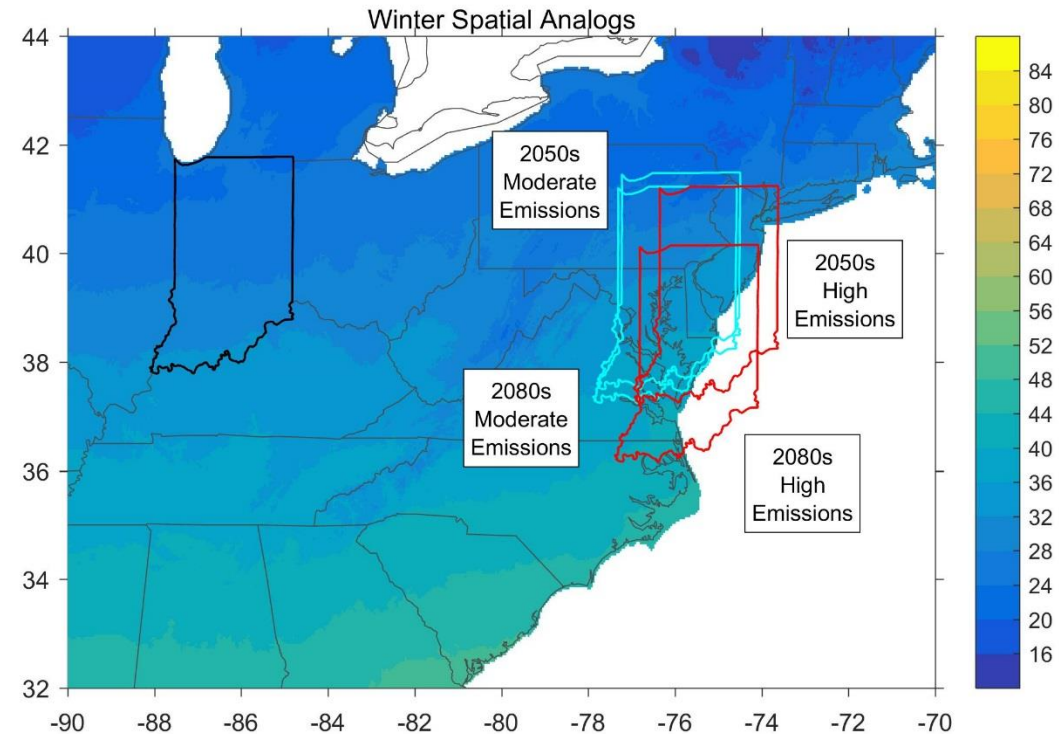 Winter Spatial Analogs
44
42
40
38
36
34
32
-90
-88
-86
-84
-82
-80
-78
-76
-74
-72
-70
2050s
Moderate
Emissions
2050s
High
Emissions
2080s
Moderate
Emissions
2080s
High
Emissions
84
80
76
72
68
64
60
56
52
48
44
40
36
32
28
24
20
16